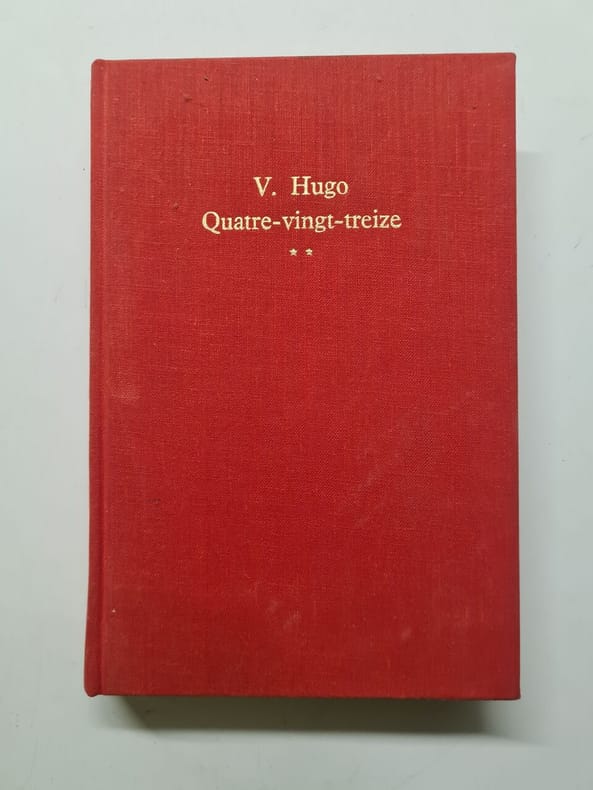 V. Hugo
Quatre-vingt-treize
★ ★